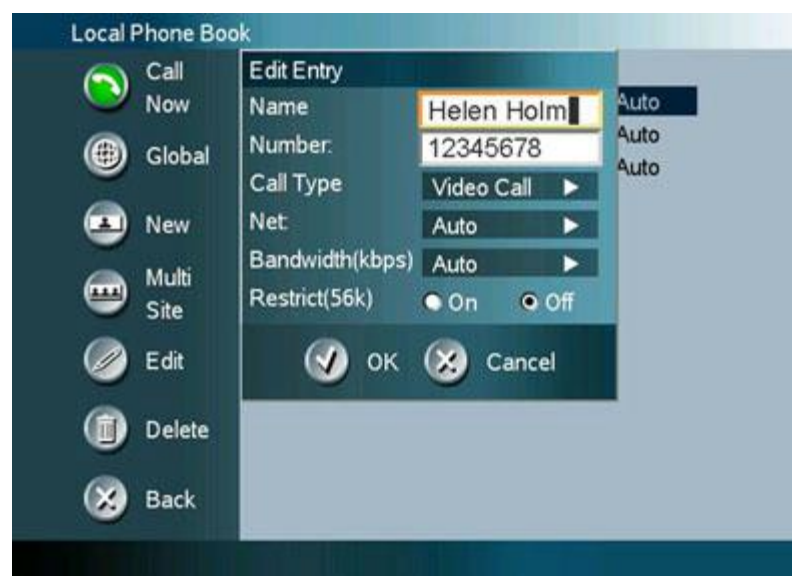 Local Phone Book
Call
Now
Global
New
Multi
Site
Edit
Delete
Back
Edit Entry
Name Helen Holm
Number: 12345678
Call Type Video Call
Net: Auto
Bandwidth(kbps) Auto
Restrict(56k) On Off
OK Cancel
Auto
Auto
Auto